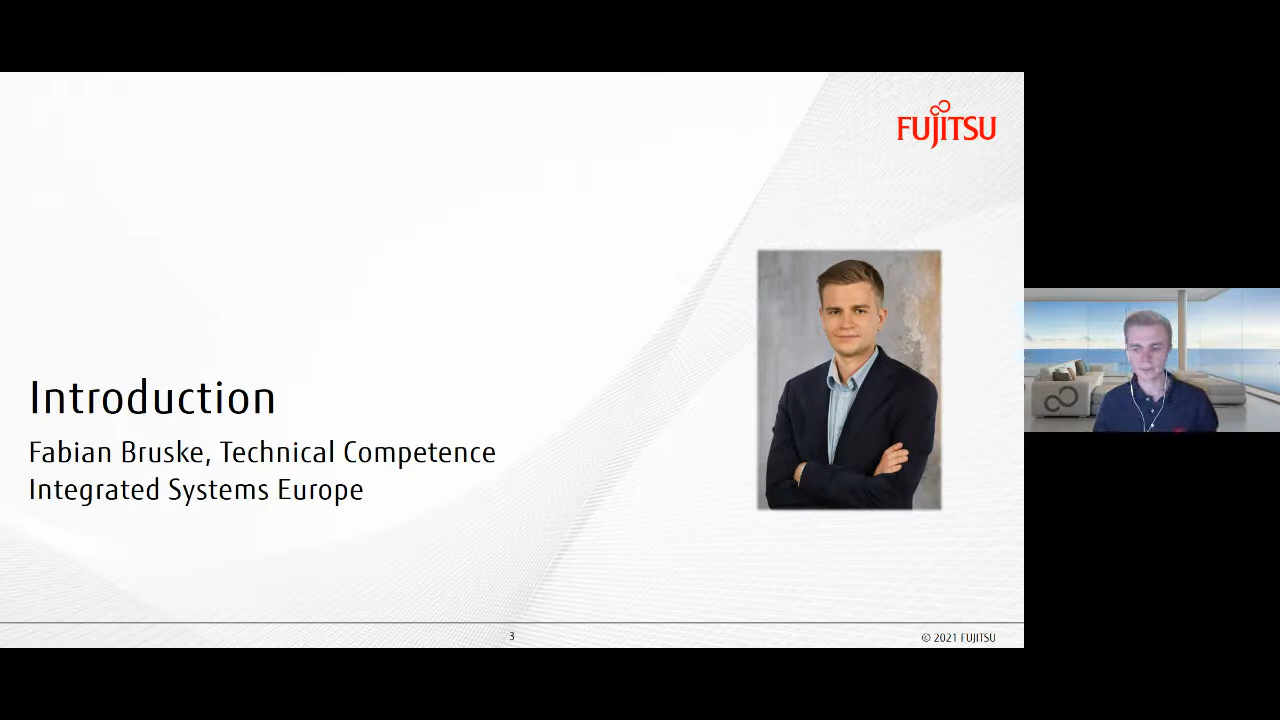 FUJITSU
Introduction
Fabian Bruske, Technical Competence
Integrated Systems Europe
3
© 2021 FUJITSU